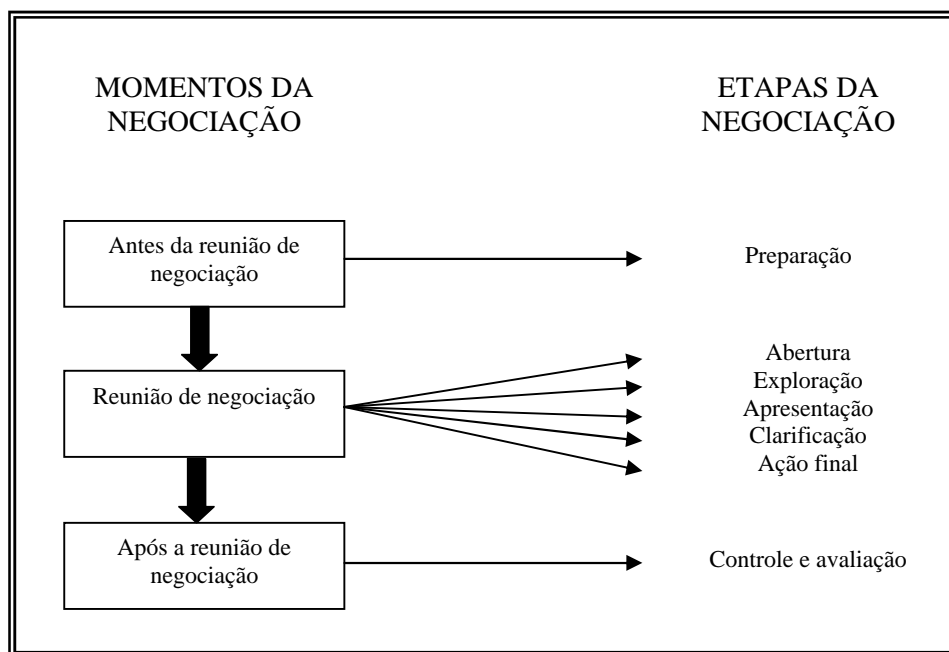 MOMENTOS DA
NEGOCIAÇÃO
ETAPAS DA
NEGOCIAÇÃO
Antes da reunião de
negociação
Preparação
Reunião de negociação
Abertura
Exploração
Apresentação
Clarificação
Ação final
Após a reunião de
negociação
Controle e avaliação